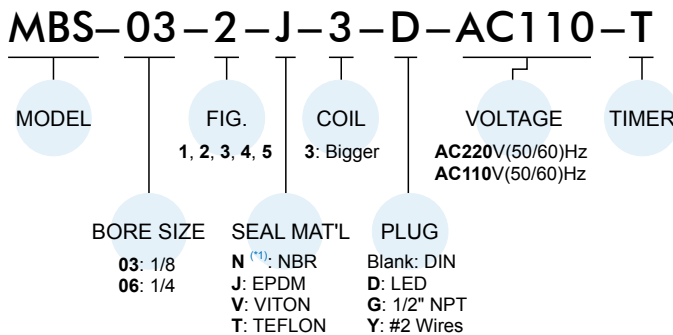 MBS–03–2–J–3–D–AC110–T
MODEL
FIG.
1, 2, 3, 4, 5
COIL
3: Bigger
VOLTAGE
AC220V(50/60)Hz
AC110V(50/60)Hz
TIMER
BORE SIZE
03: 1/8
06: 1/4
SEAL MAT'L
N (*1): NBR
J: EPDM
V: VITON
T: TEFLON
PLUG
Blank: DIN
D: LED
G: 1/2" NPT
Y: #2 Wires